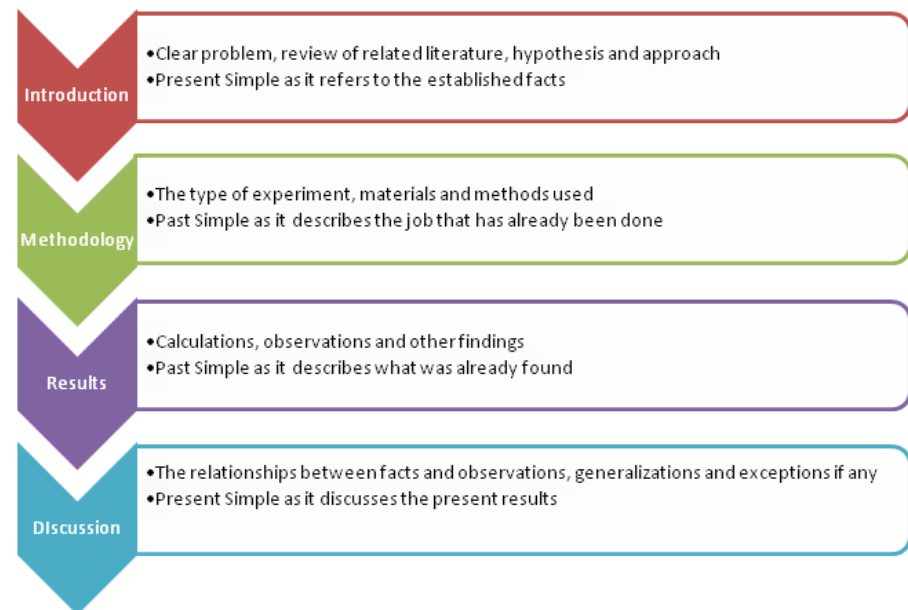 Introduction
•Clear problem, review of related literature, hypothesis and approach
•Present Simple as it refers to the established facts
Methodology
•The type of experiment, materials and methods used
•Past Simple as it describes the job that has already been done
Results
•Calculations, observations and other findings
•Past Simple as it describes what was already found
DIscussion
•The relationships between facts and observations, generalizations and exceptions if any
•Present Simple as it discusses the present results